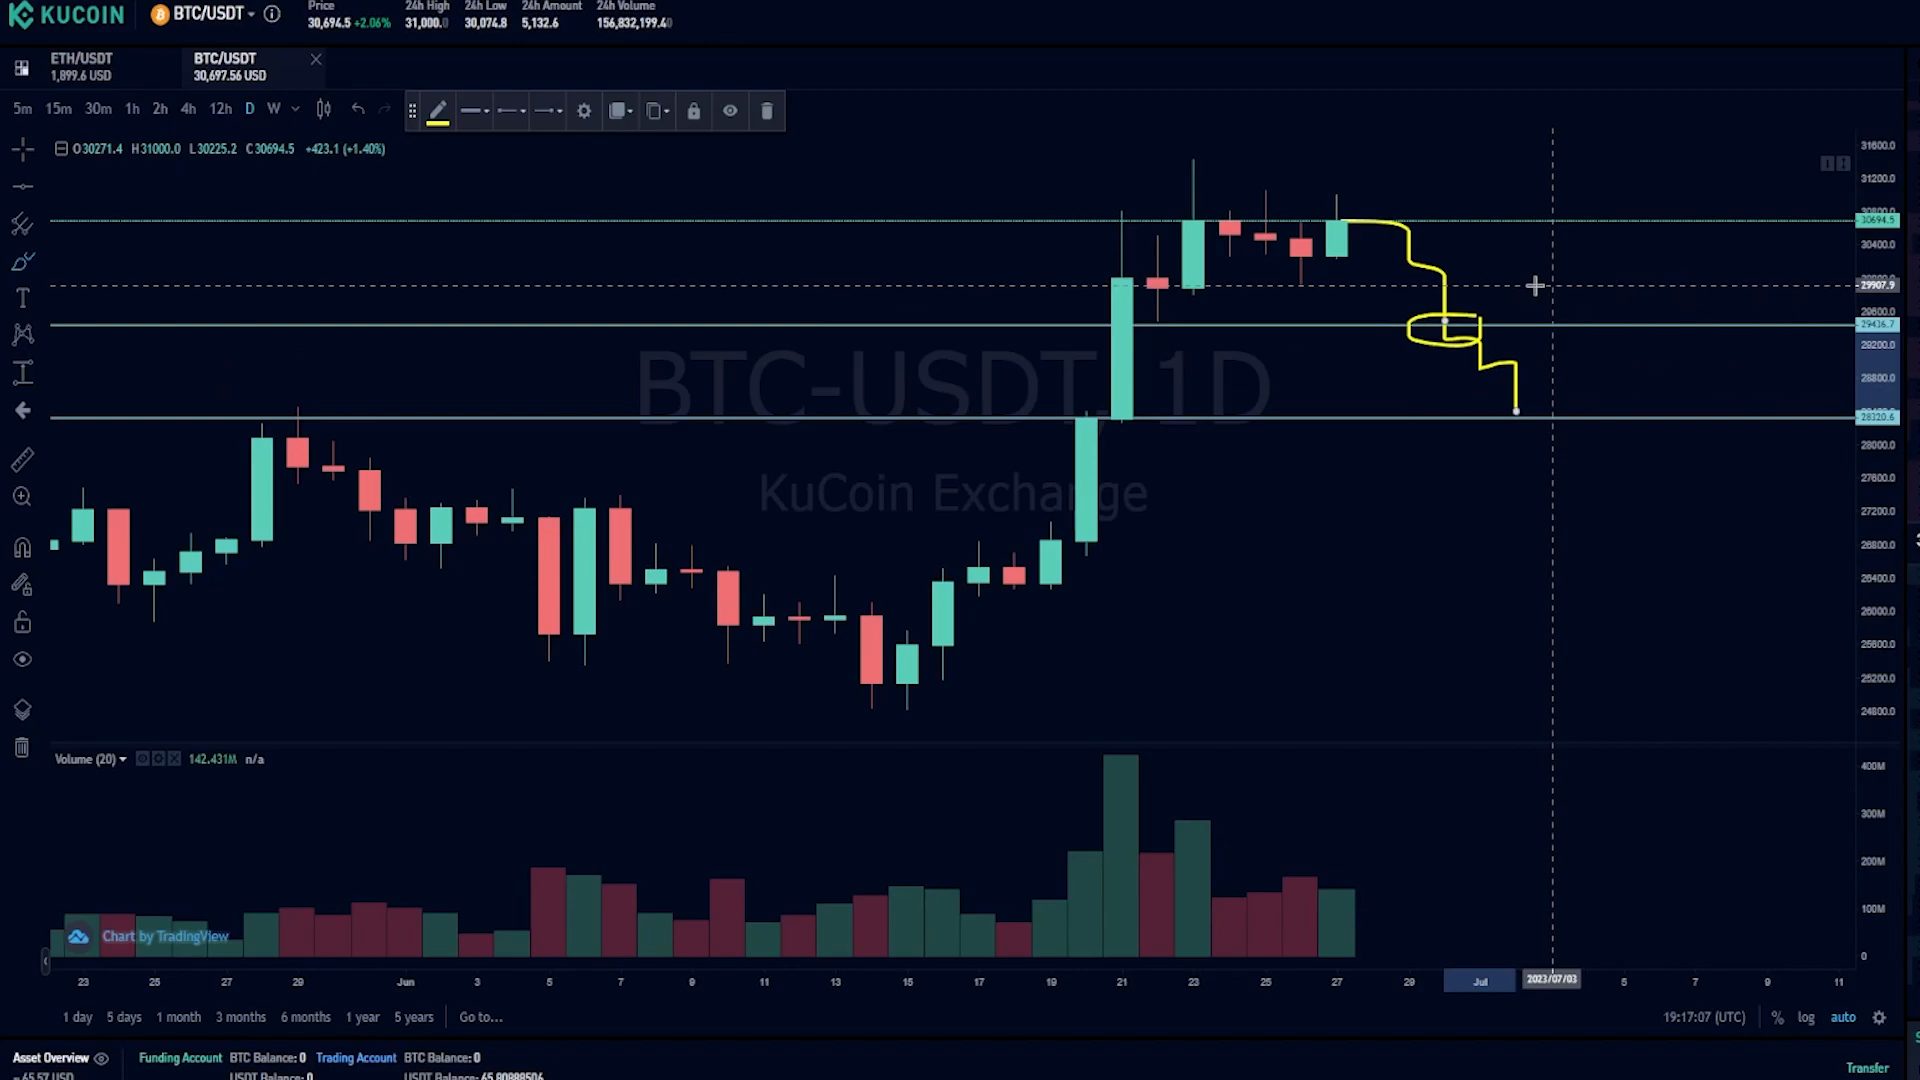 KUCOIN BTC/USDT Price 24h High 24h Low 24h Amount 24h Volume
30,694.5 +2.06% 31,000.0 30,074.8 5,132.6 156,832,199.40
ETH/USDT BTC/USDT
1,899.6 USD 30,697.56 USD
5m 15m 30m 1h 2h 4h 12h D W
O30271.4 H31000.0 L30225.2 C30694.5 +423.1 (+1.40%)
BTC-USDT, 1D
KuCoin Exchange
31600.0
31200.0
30694.5
30400.0
29907.9
29600.0
29436.7
29200.0
28800.0
28320.6
28000.0
27600.0
27200.0
26800.0
26400.0
26000.0
25600.0
25200.0
24800.0
Volume (20) 142.431M n/a
400M
300M
200M
100M
0
Chart by TradingView
23 25 27 29 Jun 3 5 7 9 11 13 15 17 19 21 23 25 27 29 Jul 2023/07/03 5 7 9 11
1 day 5 days 1 month 3 months 6 months 1 year 5 years Go to... 19:17:07 (UTC) % log auto
Asset Overview Funding Account BTC Balance: 0 Trading Account BTC Balance: 0
USDT Balance: 0 USDT Balance: 65.80888506
Transfer